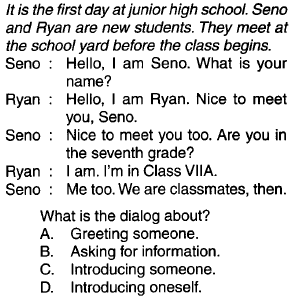 It is the first day at junior high school. Seno
and Ryan are new students. They meet at
the school yard before the class begins.
Seno : Hello, I am Seno. What is your
name?
Ryan : Hello, I am Ryan. Nice to meet
you, Seno.
Seno : Nice to meet you too. Are you in
the seventh grade?
Ryan : I am. I'm in Class VIIA.
Seno : Me too. We are classmates, then.
What is the dialog about?
A. Greeting someone.
B. Asking for information.
C. Introducing someone.
D. Introducing oneself.